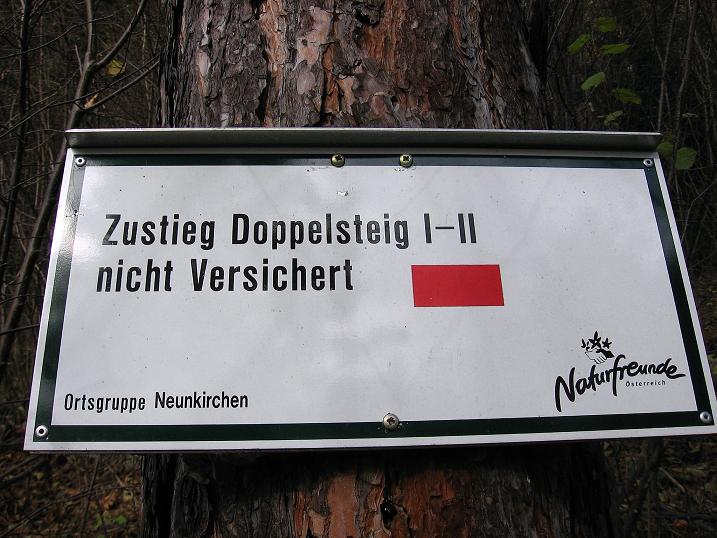 Zustieg Doppelsteig I-II
nicht Versichert
Ortsgruppe Neunkirchen
Naturfreunde
Österreich